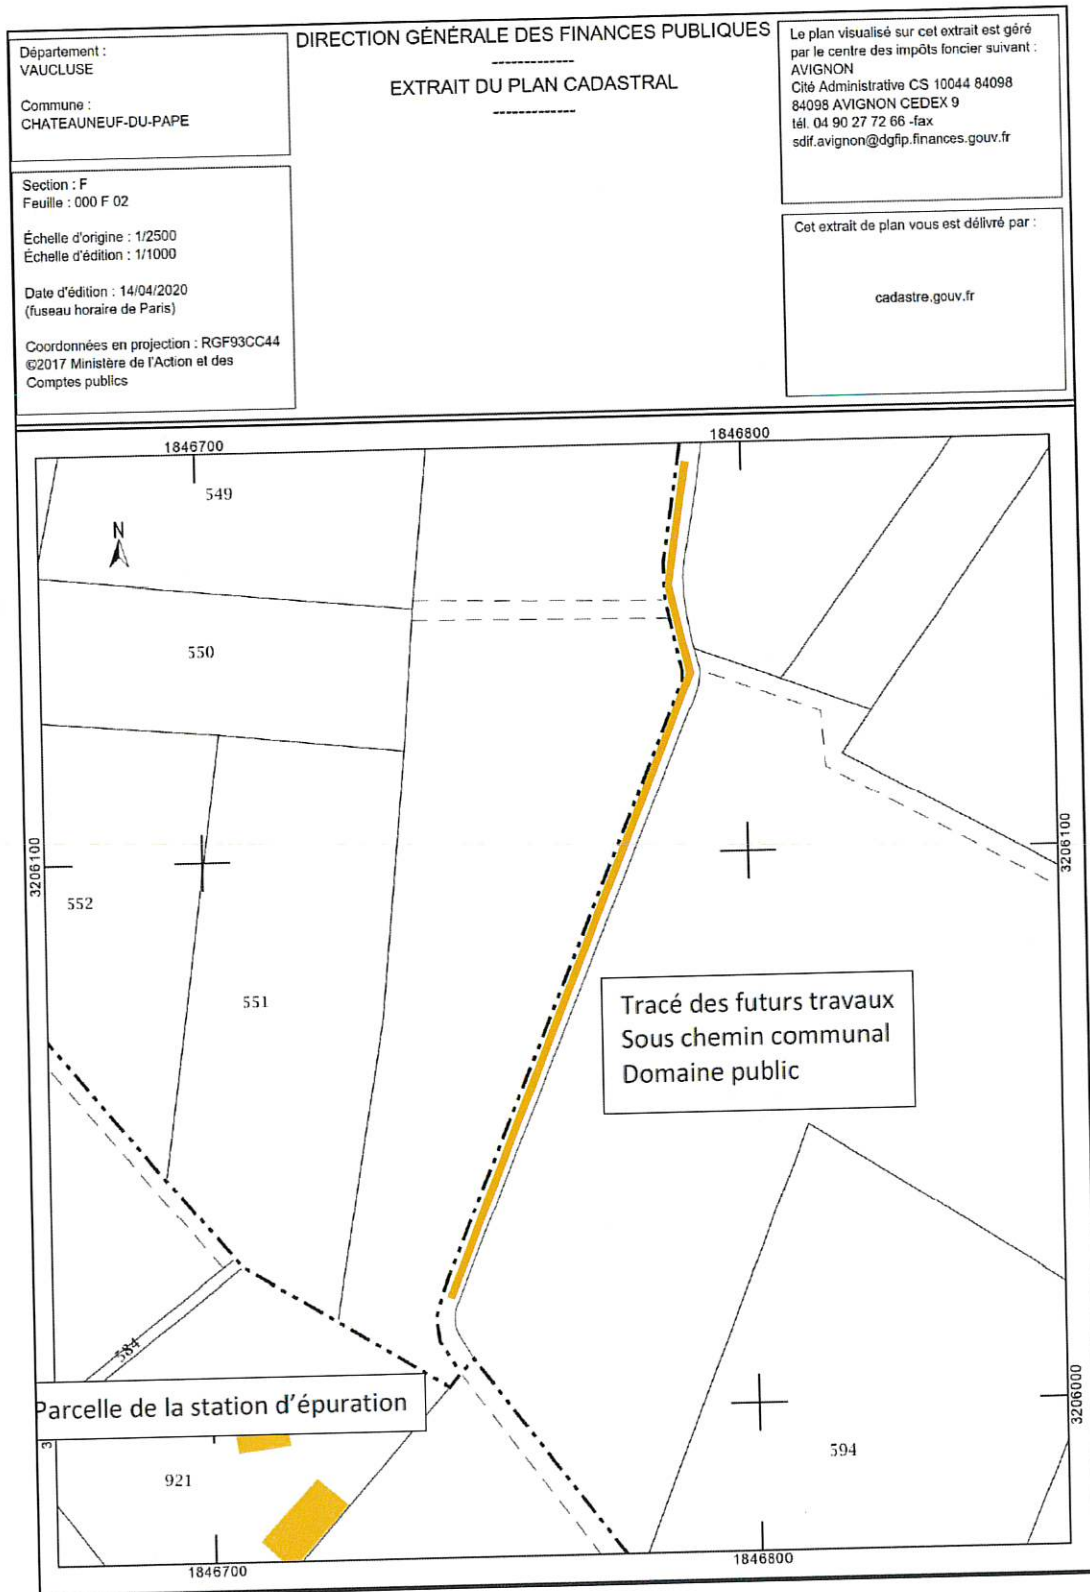 Département :
VAUCLUSE
Commune :
CHATEAUNEUF-DU-PAPE
Section : F
Feuille : 000 F 02
Échelle d'origine : 1/2500
Échelle d'édition : 1/1000
Date d'édition : 14/04/2020
(fuseau horaire de Paris)
Coordonnées en projection : RGF93CC44
©2017 Ministère de l'Action et des
Comptes publics
DIRECTION GÉNÉRALE DES FINANCES PUBLIQUES
-------------
EXTRAIT DU PLAN CADASTRAL
-------------
Le plan visualisé sur cet extrait est géré
par le centre des impôts foncier suivant :
AVIGNON
Cité Administrative CS 10044 84098
84098 AVIGNON CEDEX 9
tél. 04 90 27 72 66 -fax
sdif.avignon@dgfip.finances.gouv.fr
Cet extrait de plan vous est délivré par :
cadastre.gouv.fr
1846700
1846800
549
N
550
3206100
3206100
552
551
Tracé des futurs travaux
Sous chemin communal
Domaine public
584
Parcelle de la station d'épuration
3
3206000
594
921
1846700
1846800